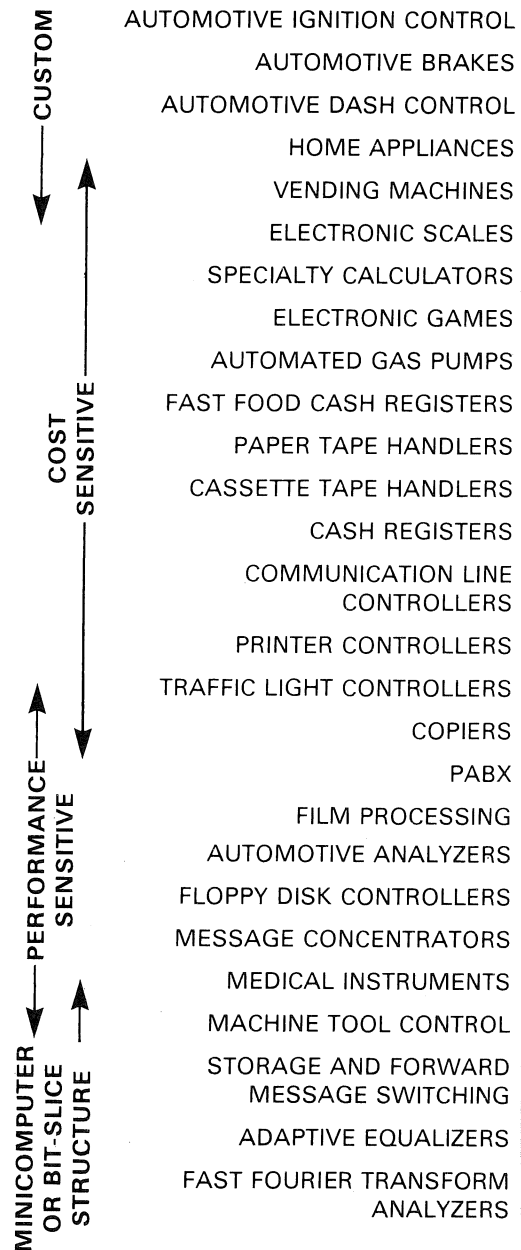 CUSTOM
COST
SENSITIVE
PERFORMANCE
SENSITIVE
MINICOMPUTER
OR BIT-SLICE
STRUCTURE
AUTOMOTIVE IGNITION CONTROL
AUTOMOTIVE BRAKES
AUTOMOTIVE DASH CONTROL
HOME APPLIANCES
VENDING MACHINES
ELECTRONIC SCALES
SPECIALTY CALCULATORS
ELECTRONIC GAMES
AUTOMATED GAS PUMPS
FAST FOOD CASH REGISTERS
PAPER TAPE HANDLERS
CASSETTE TAPE HANDLERS
CASH REGISTERS
COMMUNICATION LINE
CONTROLLERS
PRINTER CONTROLLERS
TRAFFIC LIGHT CONTROLLERS
COPIERS
PABX
FILM PROCESSING
AUTOMOTIVE ANALYZERS
FLOPPY DISK CONTROLLERS
MESSAGE CONCENTRATORS
MEDICAL INSTRUMENTS
MACHINE TOOL CONTROL
STORAGE AND FORWARD
MESSAGE SWITCHING
ADAPTIVE EQUALIZERS
FAST FOURIER TRANSFORM
ANALYZERS